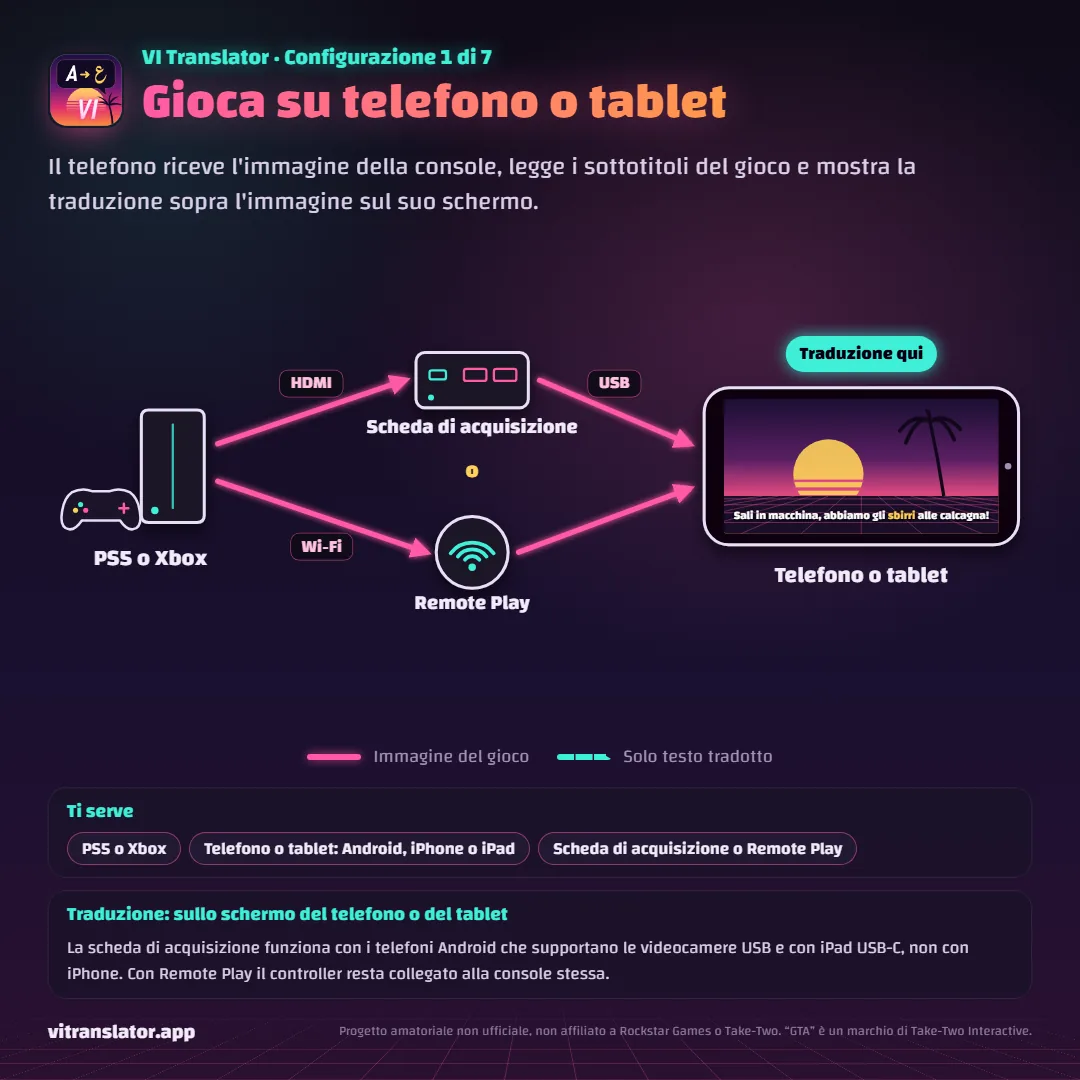 A→ع
VI
VI Translator · Configurazione 1 di 7
Gioca su telefono o tablet
Il telefono riceve l'immagine della console, legge i sottotitoli del gioco e mostra la
traduzione sopra l'immagine sul suo schermo.
Traduzione qui
HDMI
USB
Scheda di acquisizione
o
Sali in macchina, abbiamo gli sbirri alle calcagna!
Wi-Fi
PS5 o Xbox
Telefono o tablet
Remote Play
Immagine del gioco
Solo testo tradotto
Ti serve
PS5 o Xbox
Telefono o tablet: Android, iPhone o iPad
Scheda di acquisizione o Remote Play
Traduzione: sullo schermo del telefono o del tablet
La scheda di acquisizione funziona con i telefoni Android che supportano le videocamere USB e con iPad USB-C, non con
iPhone. Con Remote Play il controller resta collegato alla console stessa.
vitranslator.app
Progetto amatoriale non ufficiale, non affiliato a Rockstar Games o Take-Two. “GTA” è un marchio di Take-Two Interactive.